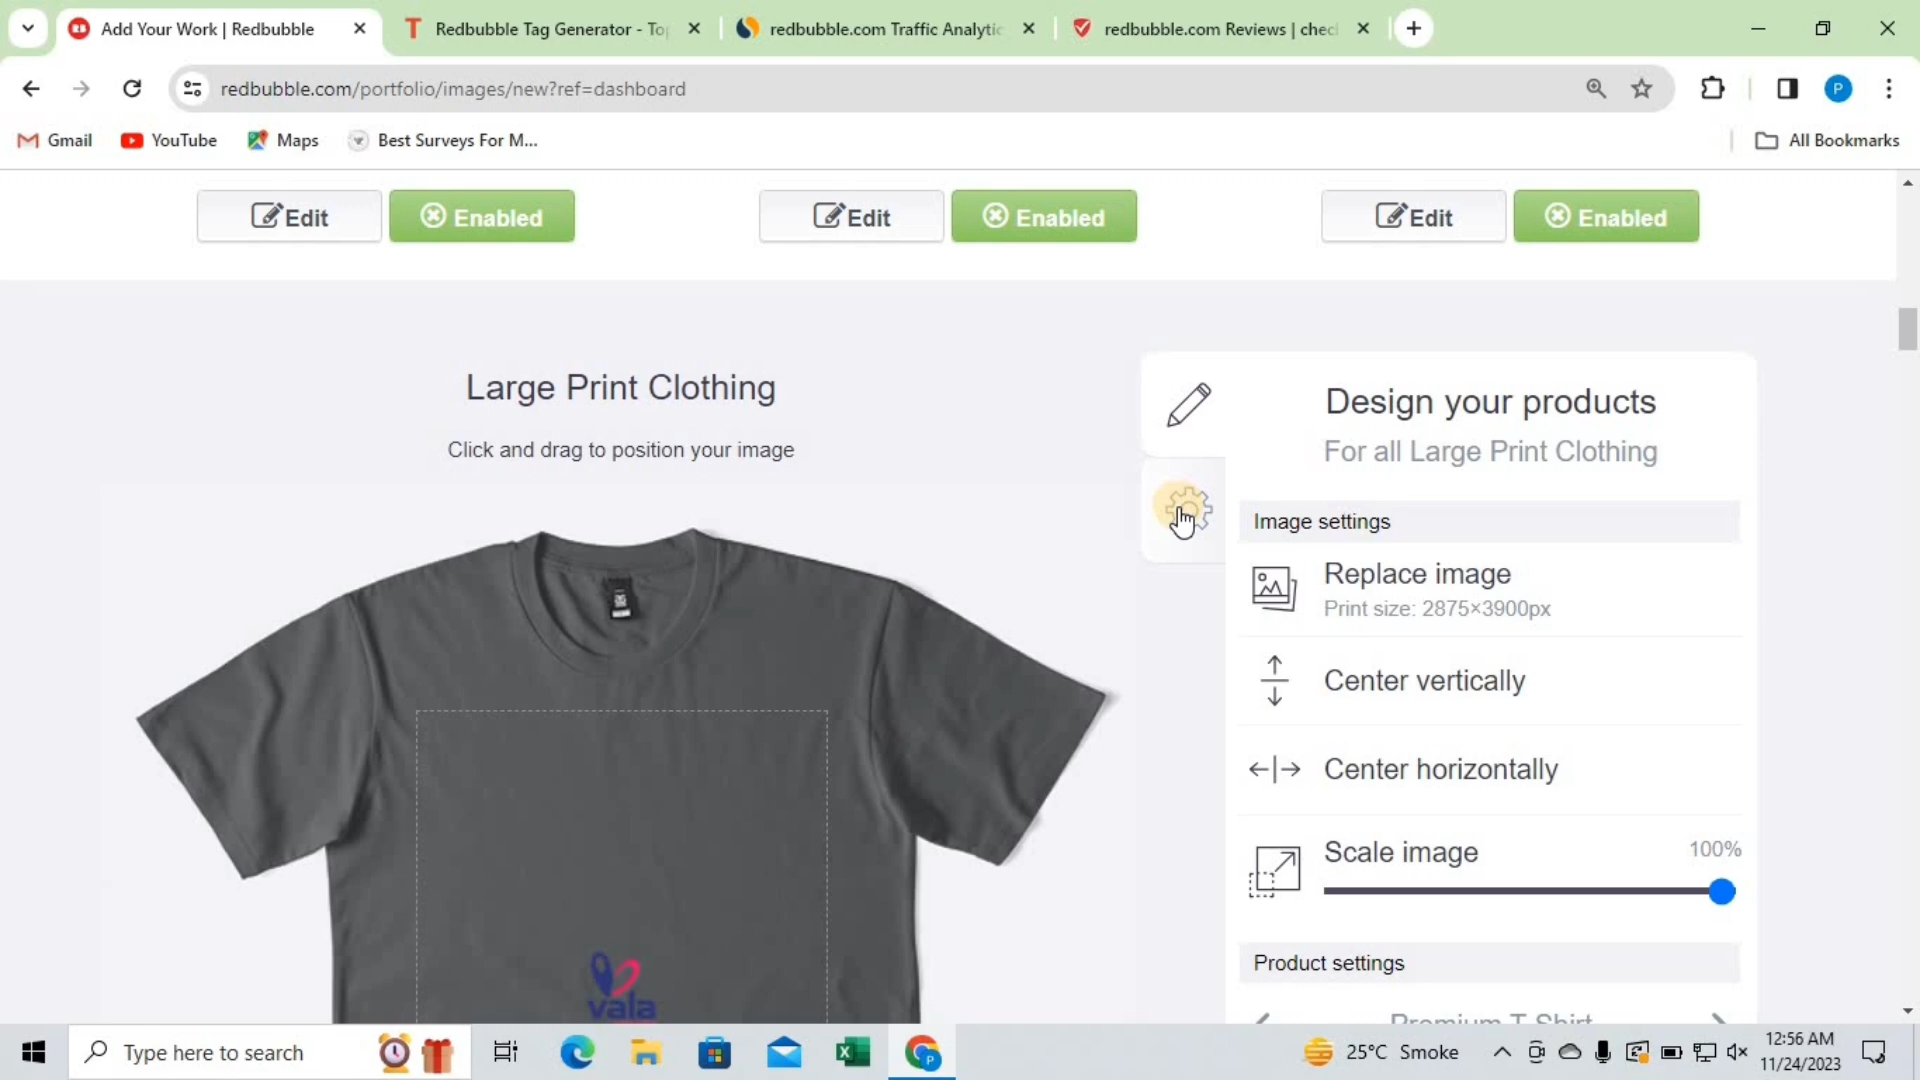 Add Your Work | Redbubble
Redbubble Tag Generator - To
redbubble.com Traffic Analytic
redbubble.com Reviews | chec
redbubble.com/portfolio/images/new?ref=dashboard
P
Gmail
YouTube
Maps
Best Surveys For M...
All Bookmarks
Edit
Enabled
Edit
Enabled
Edit
Enabled
Large Print Clothing
Click and drag to position your image
Design your products
For all Large Print Clothing
Image settings
Replace image
Print size: 2875×3900px
Center vertically
Center horizontally
Scale image
100%
Product settings
Premium T-Shirt
vala
Type here to search
25°C Smoke
12:56 AM
11/24/2023